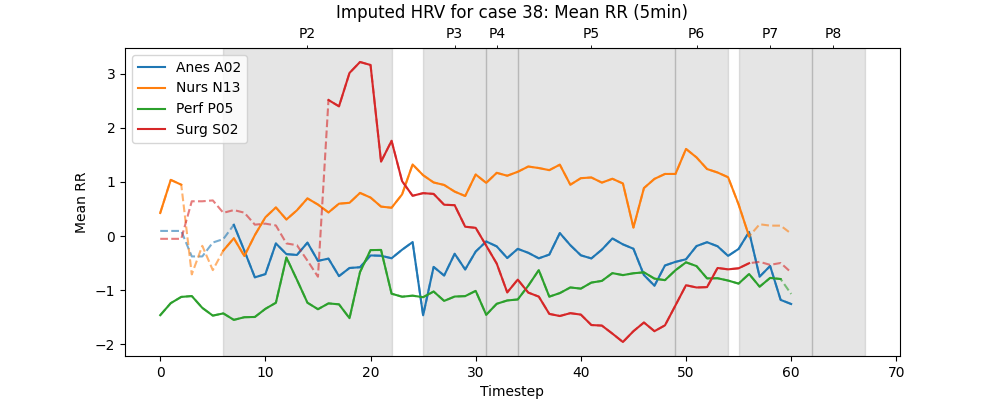 Imputed HRV for case 38: Mean RR (5min)
P2 P3 P4 P5 P6 P7 P8
Anes A02
Nurs N13
Perf P05
Surg S02
Mean RR
3
2
1
0
−1
−2
0 10 20 30 40 50 60 70
Timestep